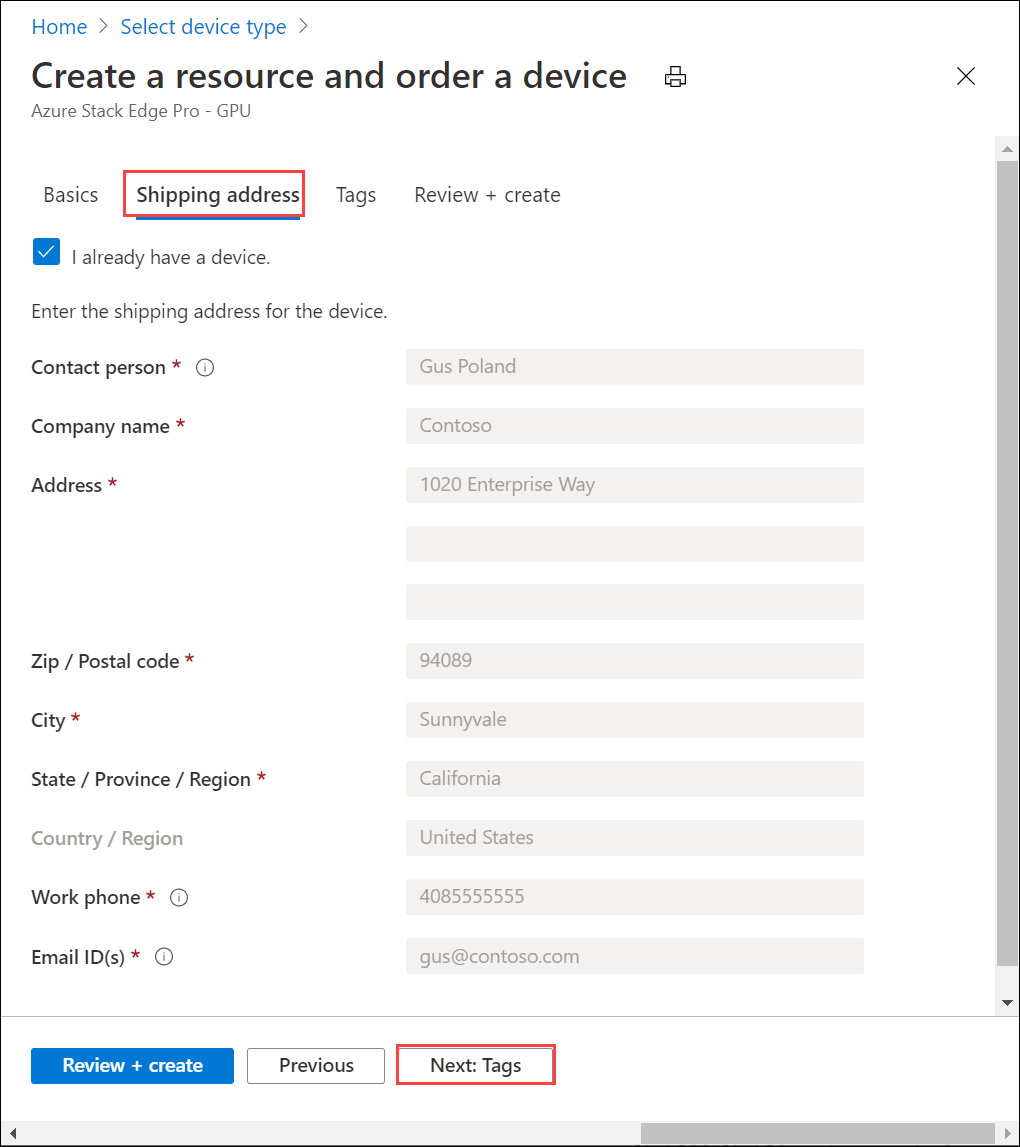 Home > Select device type >
Create a resource and order a device
Azure Stack Edge Pro - GPU
Basics Shipping address Tags Review + create
I already have a device.
Enter the shipping address for the device.
Contact person * Gus Poland
Company name * Contoso
Address * 1020 Enterprise Way
Zip / Postal code * 94089
City * Sunnyvale
State / Province / Region * California
Country / Region United States
Work phone * 4085555555
Email ID(s) * gus@contoso.com
Review + create Previous Next: Tags